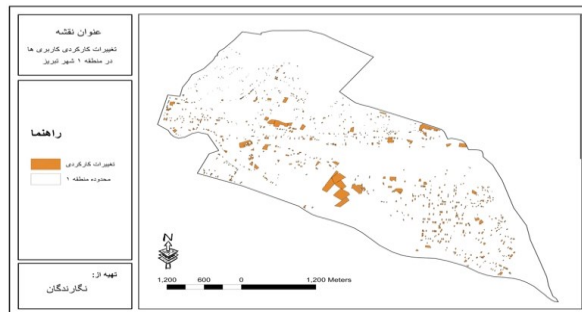 عنوان نقشه
تغییرات کارکردی کاربری ها
در منطقه ۱ شهر تبریز
راهنما
تغییرات کارکردی
محدوده منطقه ۱
تهیه از:
نگارندگان
N
1,200 600 0 1,200 Meters